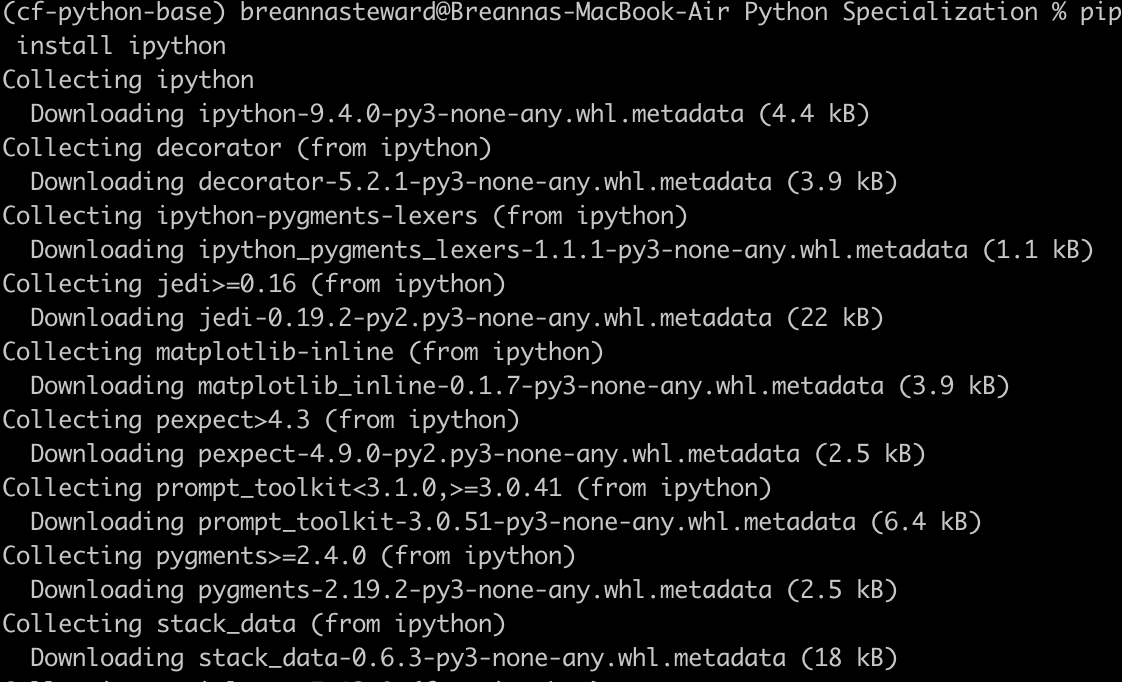 (cf-python-base) breannasteward@Breannas-MacBook-Air Python Specialization % pip
install ipython
Collecting ipython
Downloading ipython-9.4.0-py3-none-any.whl.metadata (4.4 kB)
Collecting decorator (from ipython)
Downloading decorator-5.2.1-py3-none-any.whl.metadata (3.9 kB)
Collecting ipython-pygments-lexers (from ipython)
Downloading ipython_pygments_lexers-1.1.1-py3-none-any.whl.metadata (1.1 kB)
Collecting jedi>=0.16 (from ipython)
Downloading jedi-0.19.2-py2.py3-none-any.whl.metadata (22 kB)
Collecting matplotlib-inline (from ipython)
Downloading matplotlib_inline-0.1.7-py3-none-any.whl.metadata (3.9 kB)
Collecting pexpect>4.3 (from ipython)
Downloading pexpect-4.9.0-py2.py3-none-any.whl.metadata (2.5 kB)
Collecting prompt_toolkit<3.1.0,>=3.0.41 (from ipython)
Downloading prompt_toolkit-3.0.51-py3-none-any.whl.metadata (6.4 kB)
Collecting pygments>=2.4.0 (from ipython)
Downloading pygments-2.19.2-py3-none-any.whl.metadata (2.5 kB)
Collecting stack_data (from ipython)
Downloading stack_data-0.6.3-py3-none-any.whl.metadata (18 kB)